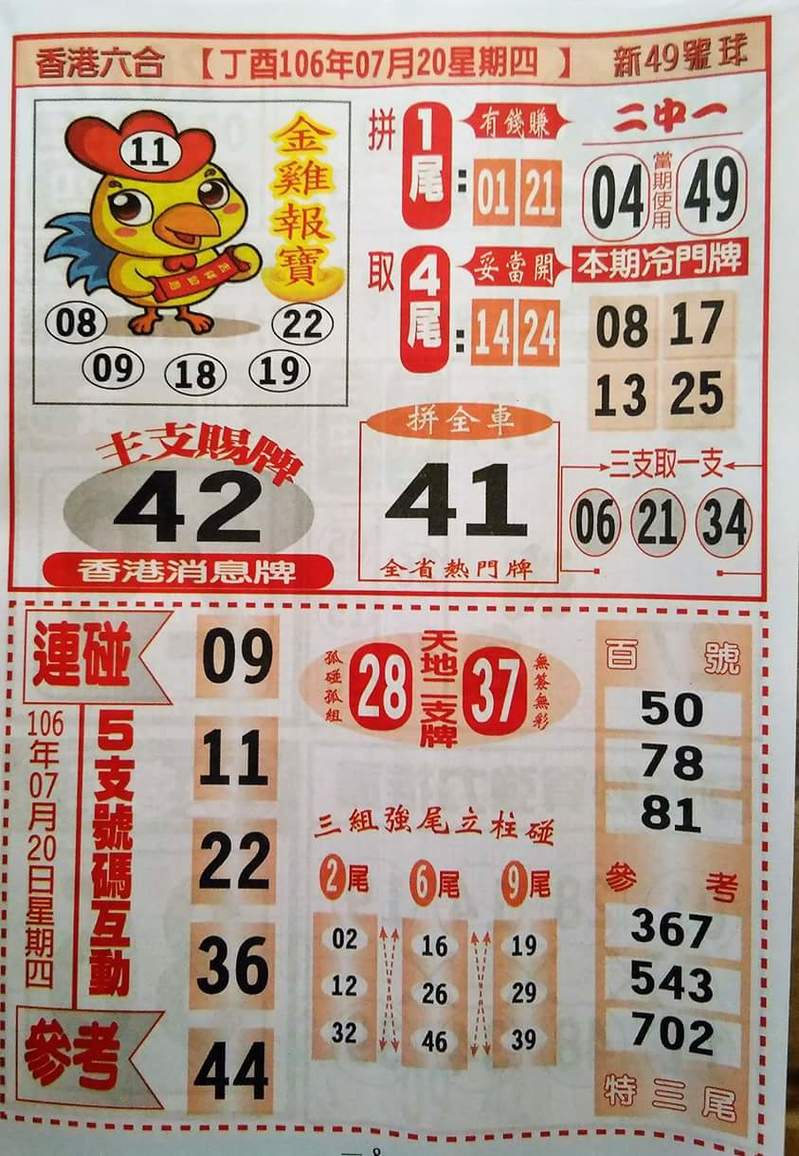 香港六合 【丁酉106年07月20星期四】 新49號球
11
金雞報寶
08
22
09
18
19
拼 1尾： 有錢賺
01 21
取 4尾： 妥當開
14 24
二中一
04 當期使用 49
本期冷門牌
08 17
13 25
主支賜牌
42
香港消息牌
拼全車
41
全省熱門牌
三支取一支
06 21 34
連碰
106年07月20日星期四
5支號碼互動
參考
09
11
22
36
44
孤碰孤組 28 天地二支牌 37 無簽無彩
三組強尾立柱碰
2尾 6尾 9尾
02 16 19
12 26 29
32 46 39
百號
50
78
81
參考
367
543
702
特三尾